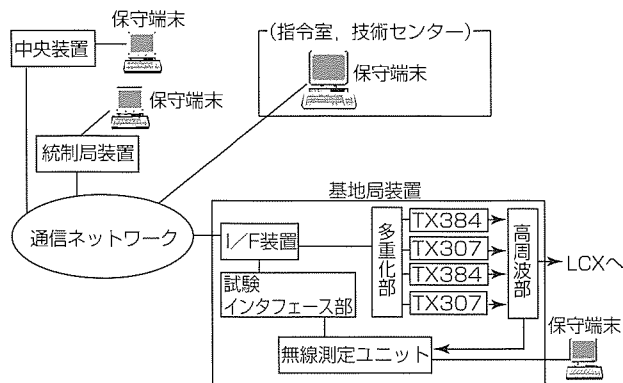 保守端末
中央装置
(指令室，技術センター)
保守端末
保守端末
統制局装置
基地局装置
通信ネットワーク
I/F装置
多重化部
TX384
TX307
TX384
TX307
高周波部
LCXへ
試験
インタフェース部
無線測定ユニット
保守端末